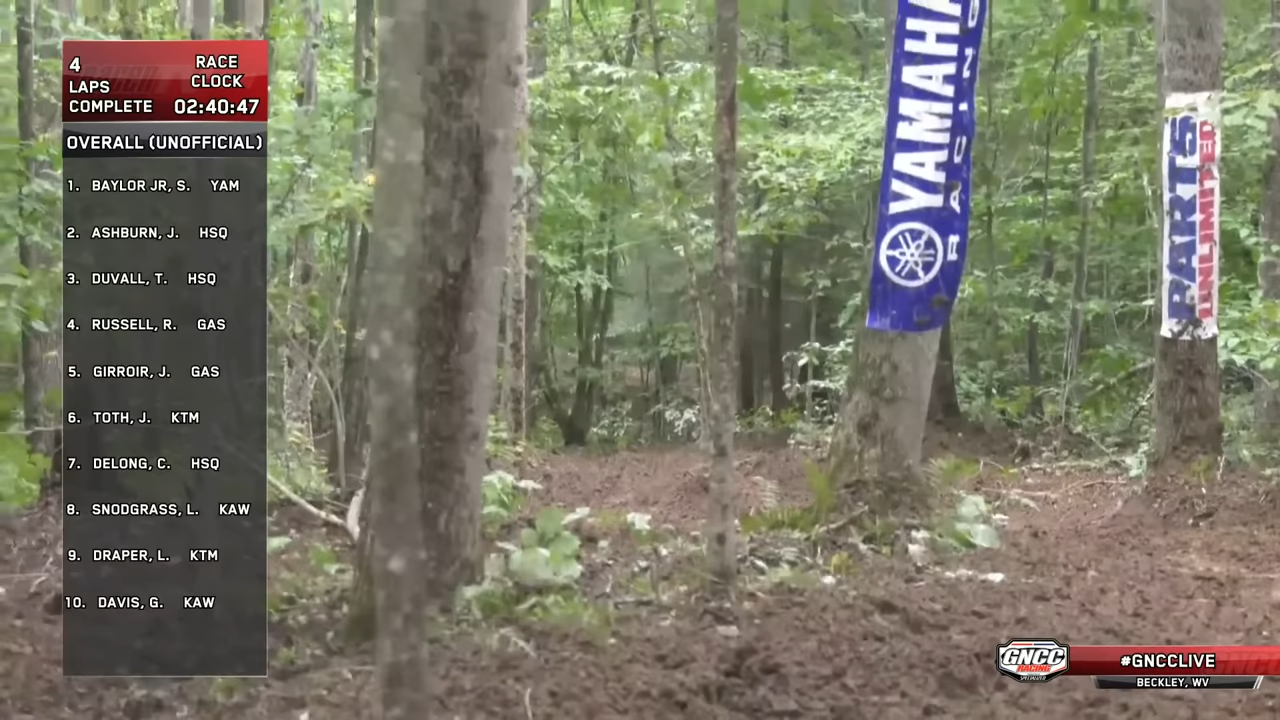 4
LAPS
COMPLETE
RACE
CLOCK
02:40:47
OVERALL (UNOFFICIAL)
1. BAYLOR JR, S. YAM
2. ASHBURN, J. HSQ
3. DUVALL, T. HSQ
4. RUSSELL, R. GAS
5. GIRROIR, J. GAS
6. TOTH, J. KTM
7. DELONG, C. HSQ
8. SNODGRASS, L. KAW
9. DRAPER, L. KTM
10. DAVIS, G. KAW
YAMAHA
RACING
PARTS
UNLIMITED
GNCC
RACING
#GNCCLIVE
BECKLEY, WV